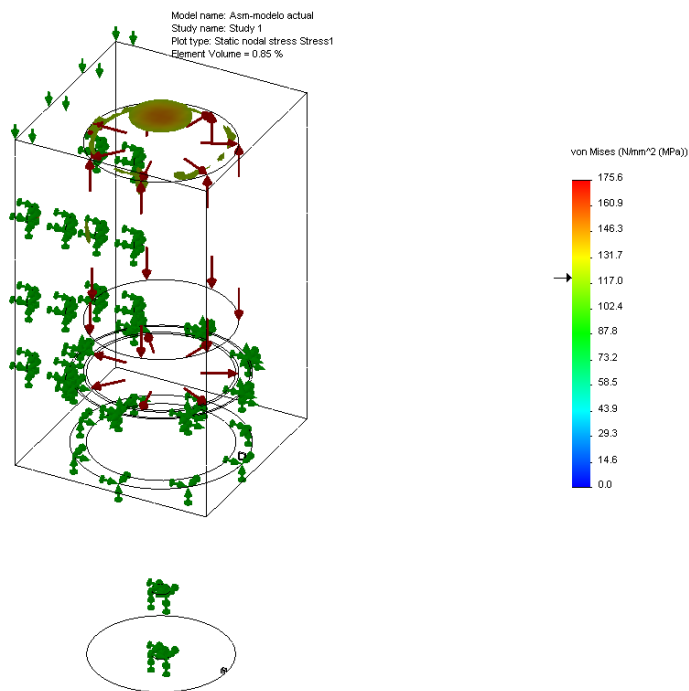 Model name: Asm-modelo actual
Study name: Study 1
Plot type: Static nodal stress Stress1
Element Volume = 0.85 %
von Mises (N/mm^2 (MPa))
175.6
160.9
146.3
131.7
117.0
102.4
87.8
73.2
58.5
43.9
29.3
14.6
0.0